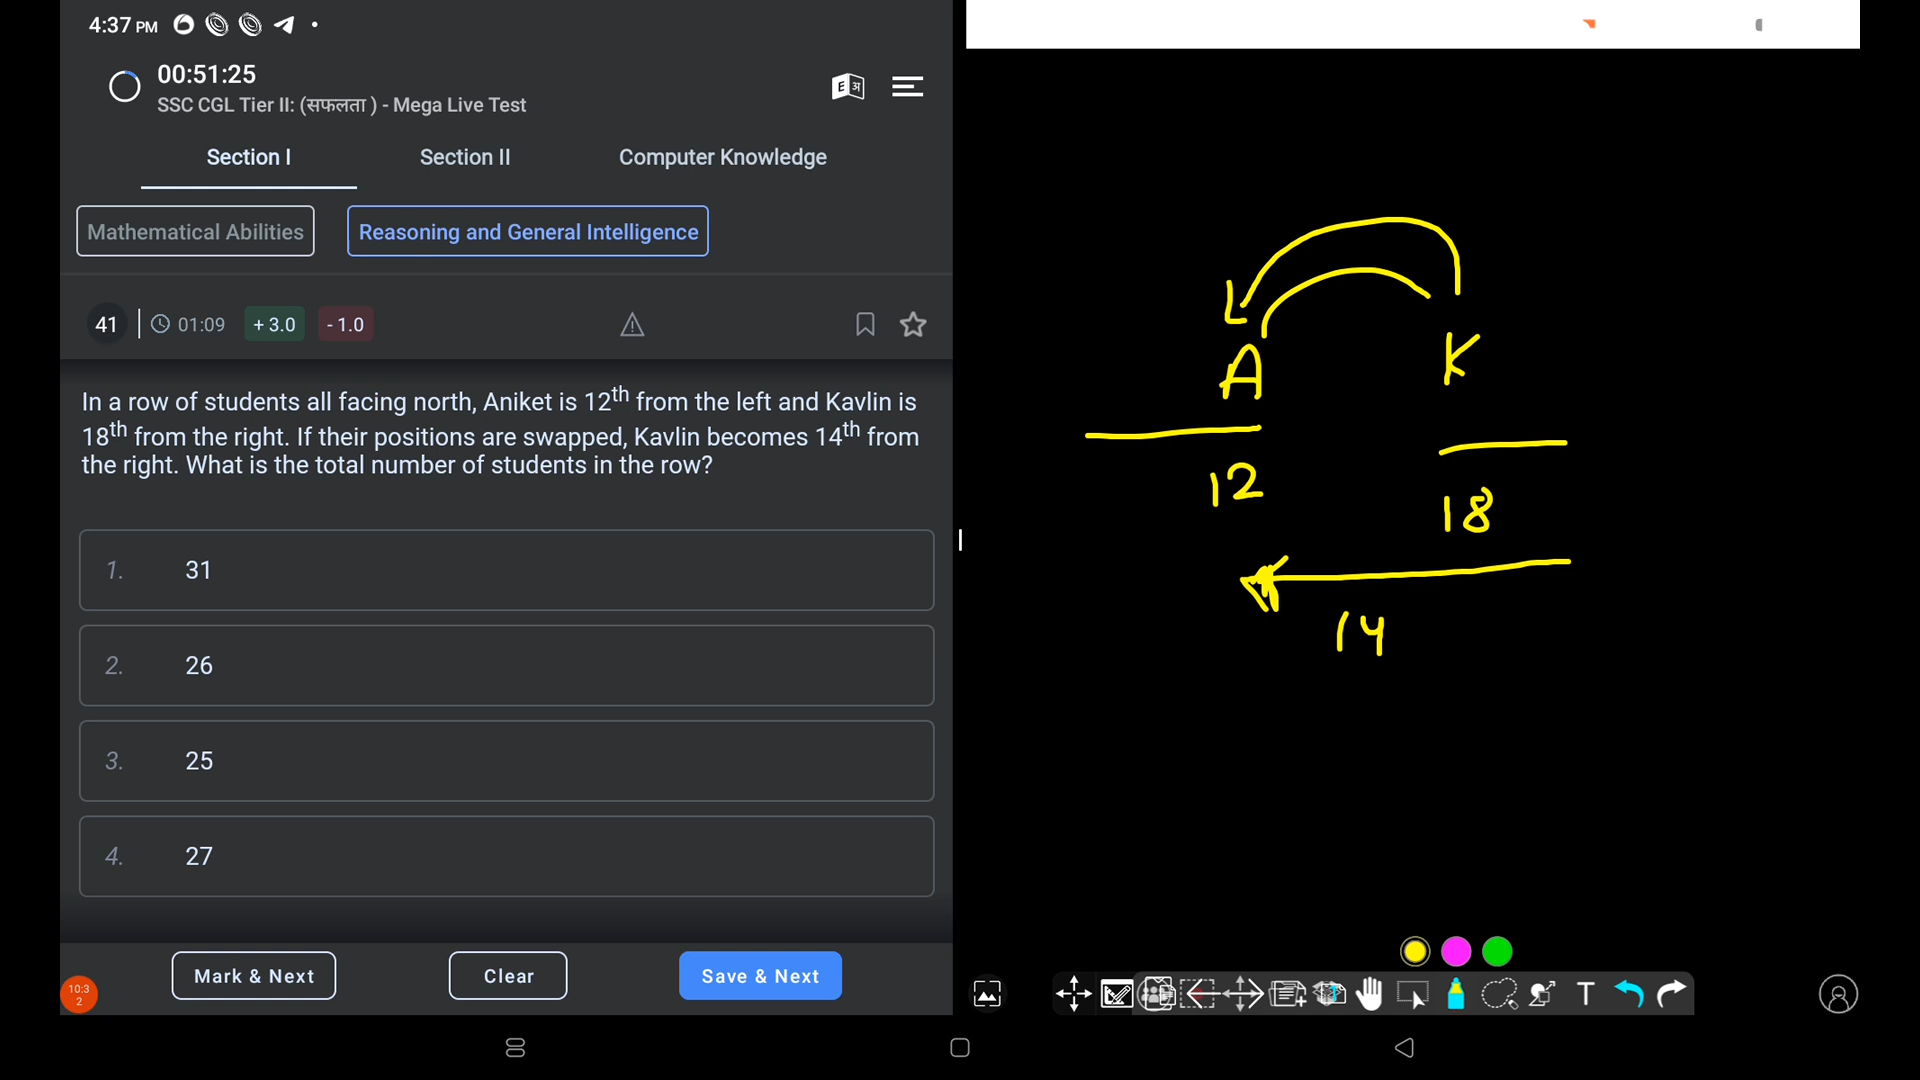 4:37 PM
00:51:25
SSC CGL Tier II: (सफलता ) - Mega Live Test
E अ
Section I
Section II
Computer Knowledge
Mathematical Abilities
Reasoning and General Intelligence
41
01:09
+ 3.0
- 1.0
In a row of students all facing north, Aniket is 12th from the left and Kavlin is
18th from the right. If their positions are swapped, Kavlin becomes 14th from
the right. What is the total number of students in the row?
1. 31
2. 26
3. 25
4. 27
Mark & Next
Clear
Save & Next
10:3
2
A
K
12
18
14
T